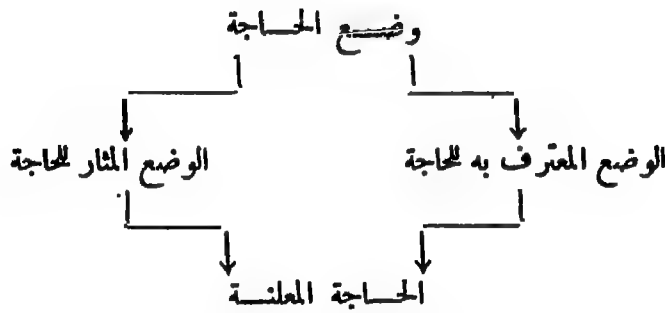 وضع الحاجة
الوضع المعترف به للحاجة
الوضع المثار للحاجة
الحاجة المعلنة